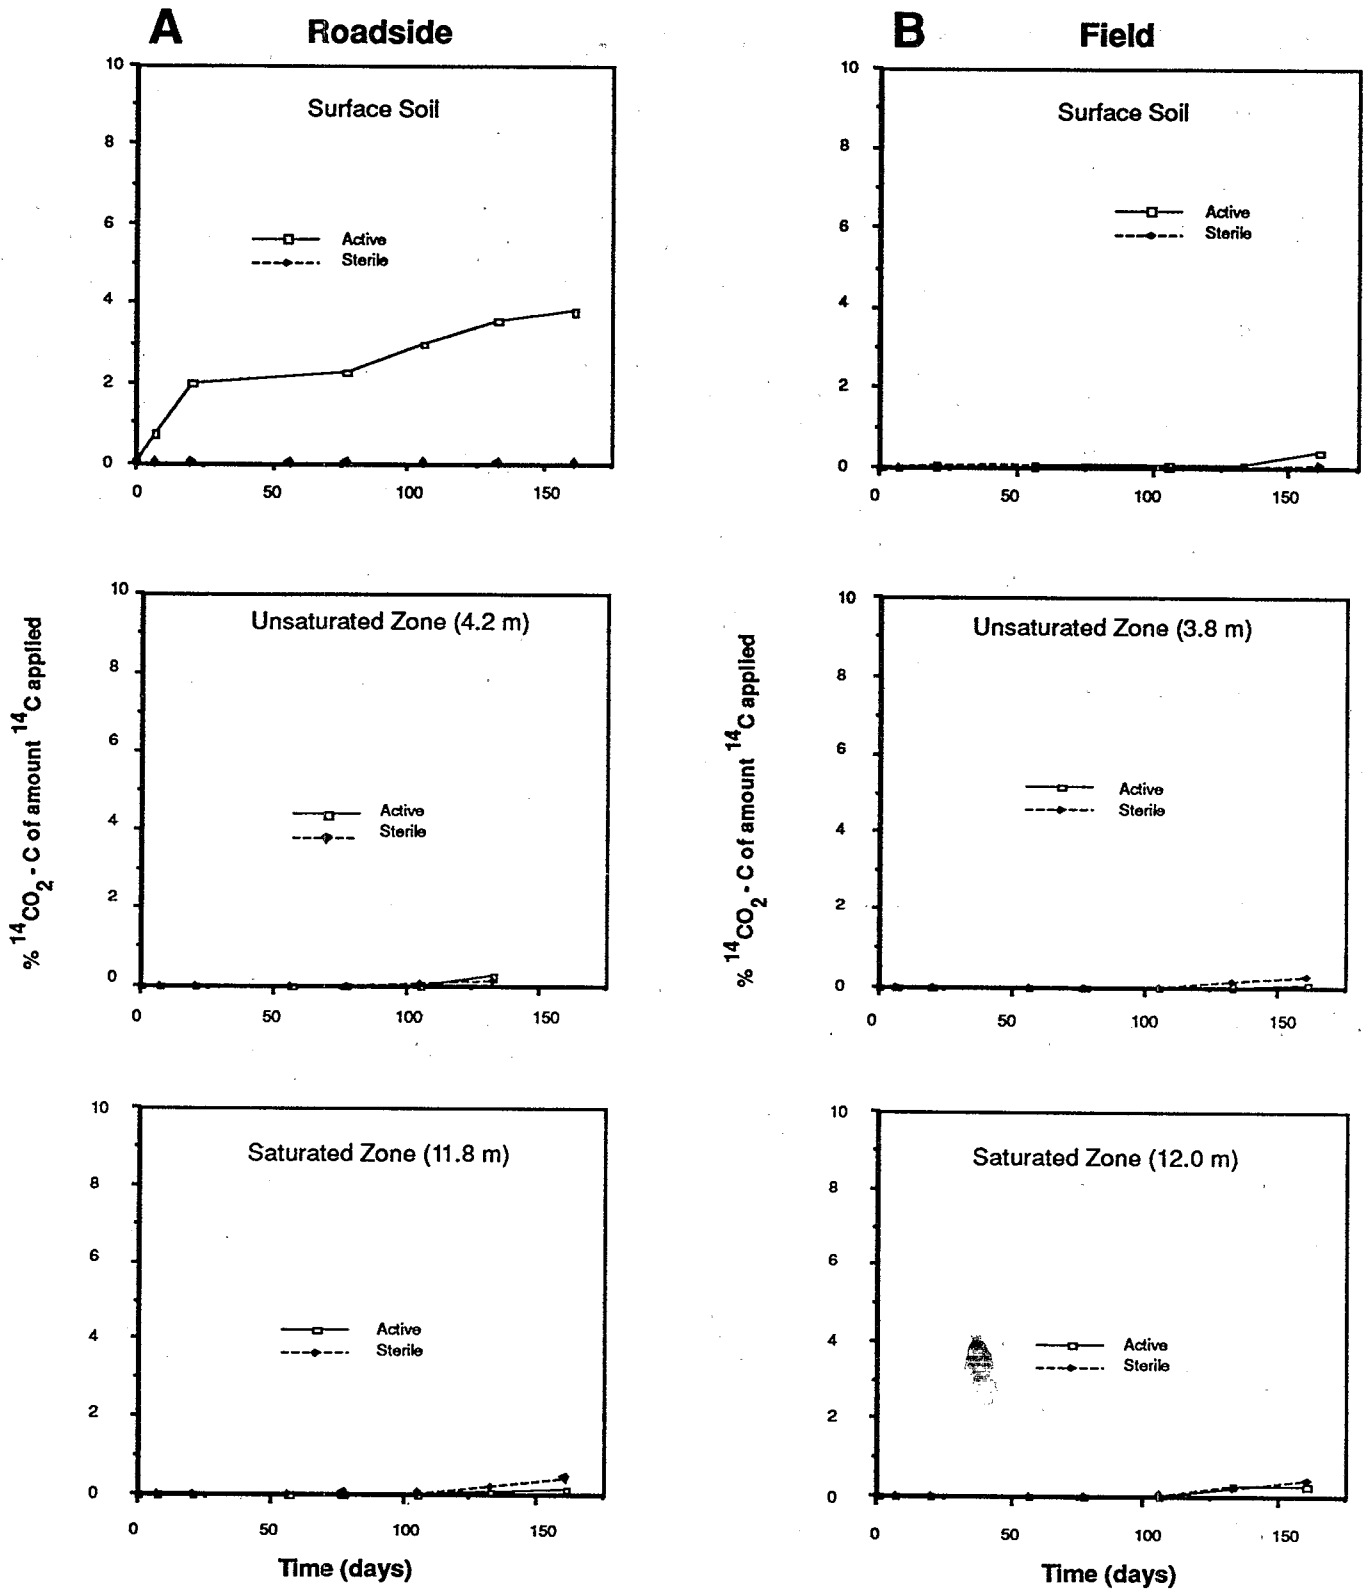 A Roadside
Surface Soil
10
8
6
4
2
0
Active
Sterile
0 50 100 150
Unsaturated Zone (4.2 m)
10
8
6
4
2
0
Active
Sterile
0 50 100 150
% 14CO2 - C of amount 14C applied
Saturated Zone (11.8 m)
10
8
6
4
2
0
Active
Sterile
0 50 100 150
Time (days)
B Field
Surface Soil
10
8
6
4
2
0
Active
Sterile
0 50 100 150
Unsaturated Zone (3.8 m)
10
8
6
4
2
0
Active
Sterile
0 50 100 150
% 14CO2 - C of amount 14C applied
Saturated Zone (12.0 m)
10
8
6
4
2
0
Active
Sterile
0 50 100 150
Time (days)